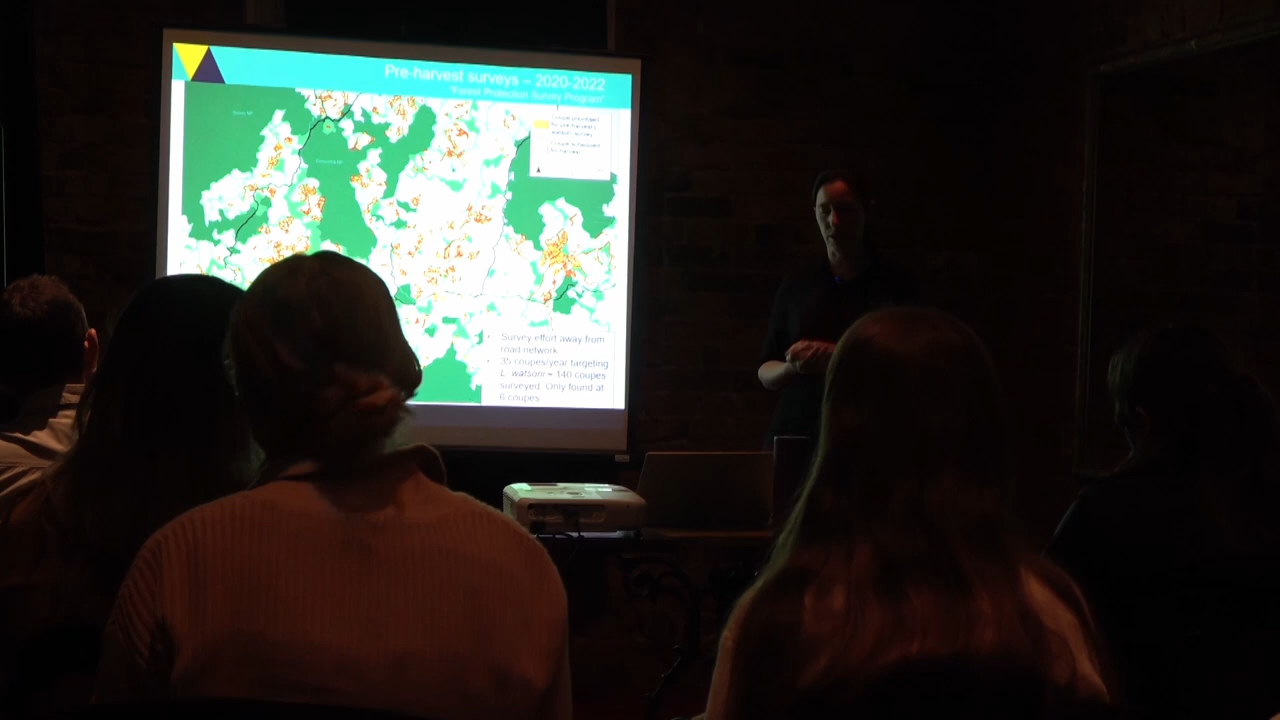 Pre-harvest surveys – 2020-2022
"Forest Protection Survey Program"
• Survey effort away from
road network
• 35 coupes/year targeting
L. watsoni = 140 coupes
surveyed. Only found at
6 coupes